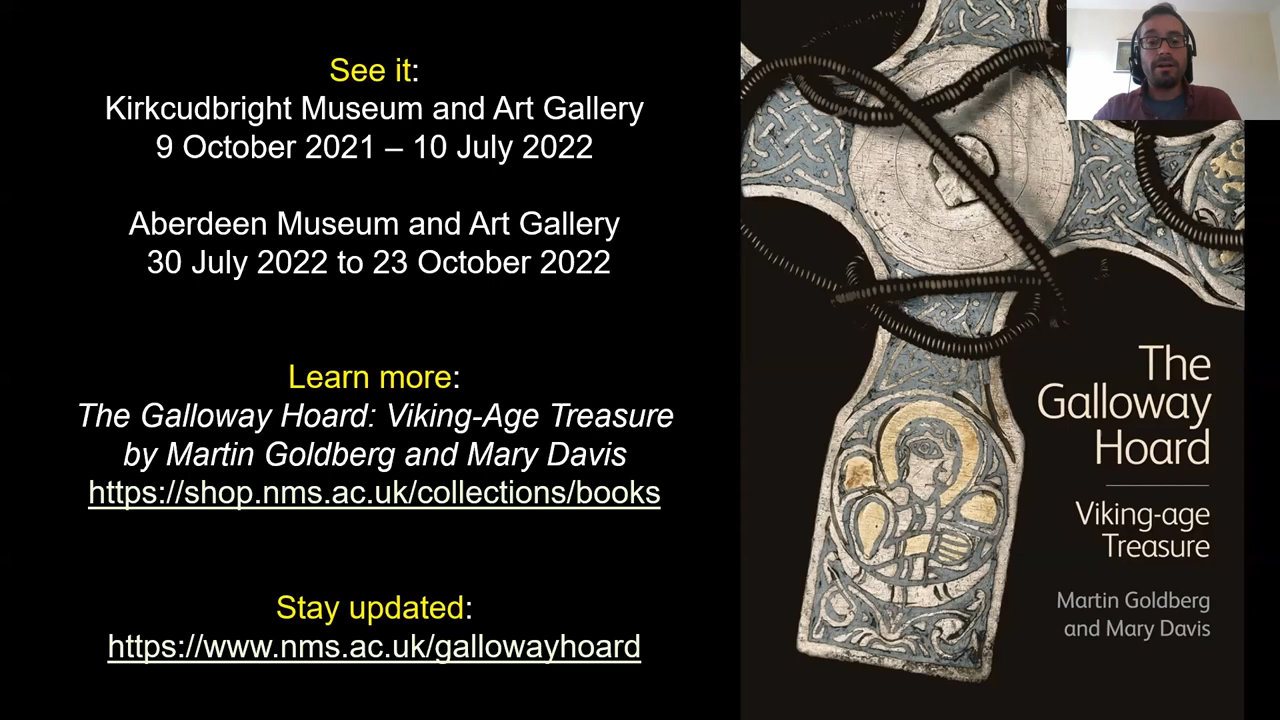 See it:
Kirkcudbright Museum and Art Gallery
9 October 2021 – 10 July 2022
Aberdeen Museum and Art Gallery
30 July 2022 to 23 October 2022
Learn more:
The Galloway Hoard: Viking-Age Treasure
by Martin Goldberg and Mary Davis
https://shop.nms.ac.uk/collections/books
Stay updated:
https://www.nms.ac.uk/gallowayhoard
The
Galloway
Hoard
Viking-age
Treasure
Martin Goldberg
and Mary Davis